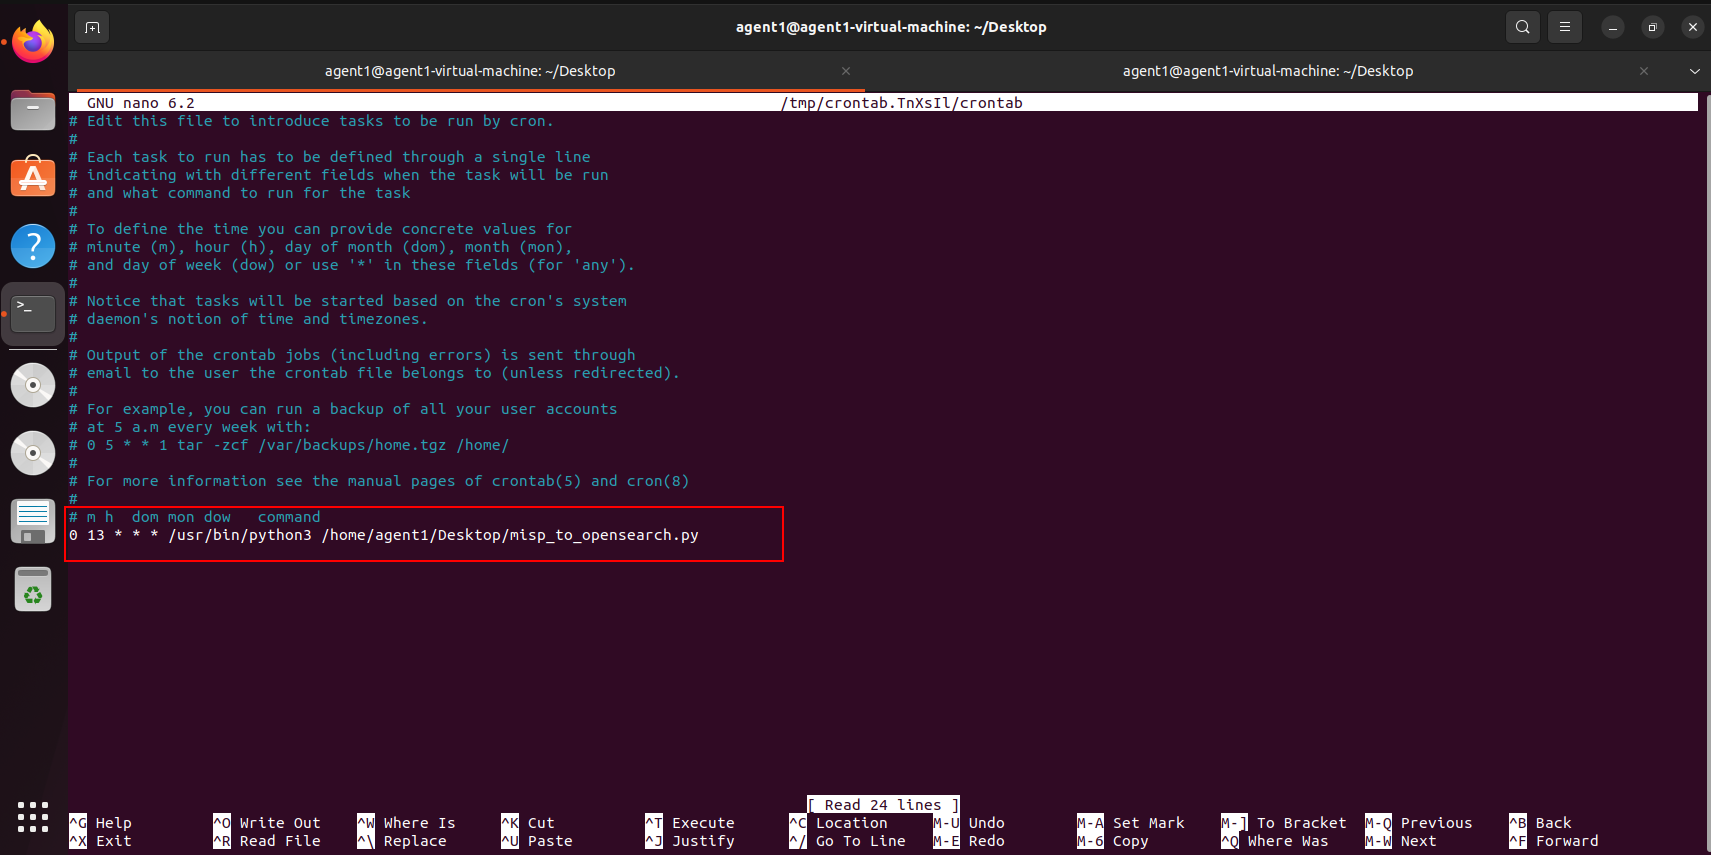 agent1@agent1-virtual-machine: ~/Desktop
agent1@agent1-virtual-machine: ~/Desktop
agent1@agent1-virtual-machine: ~/Desktop
GNU nano 6.2 /tmp/crontab.TnXsIl/crontab
# Edit this file to introduce tasks to be run by cron.
#
# Each task to run has to be defined through a single line
# indicating with different fields when the task will be run
# and what command to run for the task
#
# To define the time you can provide concrete values for
# minute (m), hour (h), day of month (dom), month (mon),
# and day of week (dow) or use '*' in these fields (for 'any').
#
# Notice that tasks will be started based on the cron's system
# daemon's notion of time and timezones.
#
# Output of the crontab jobs (including errors) is sent through
# email to the user the crontab file belongs to (unless redirected).
#
# For example, you can run a backup of all your user accounts
# at 5 a.m every week with:
# 0 5 * * 1 tar -zcf /var/backups/home.tgz /home/
#
# For more information see the manual pages of crontab(5) and cron(8)
#
# m h  dom mon dow   command
0 13 * * * /usr/bin/python3 /home/agent1/Desktop/misp_to_opensearch.py
[ Read 24 lines ]
^G Help ^O Write Out ^W Where Is ^K Cut ^T Execute ^C Location M-U Undo M-A Set Mark M-] To Bracket M-Q Previous ^B Back
^X Exit ^R Read File ^\ Replace ^U Paste ^J Justify ^/ Go To Line M-E Redo M-6 Copy ^Q Where Was M-W Next ^F Forward